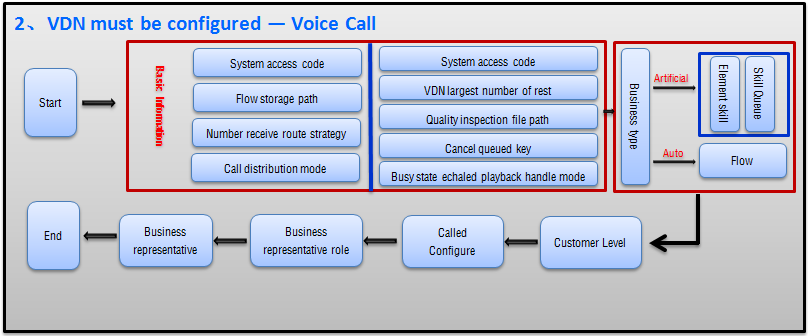 2、VDN must be configured — Voice Call
Start
Basic Information
System access code
Flow storage path
Number receive route strategy
Call distribution mode
System access code
VDN largest number of rest
Quality inspection file path
Cancel queued key
Busy state echaled playback handle mode
Business type
Artificial
Element skill
Skill Queue
Auto
Flow
End
Business
representative
Business
representative role
Called
Configure
Customer Level